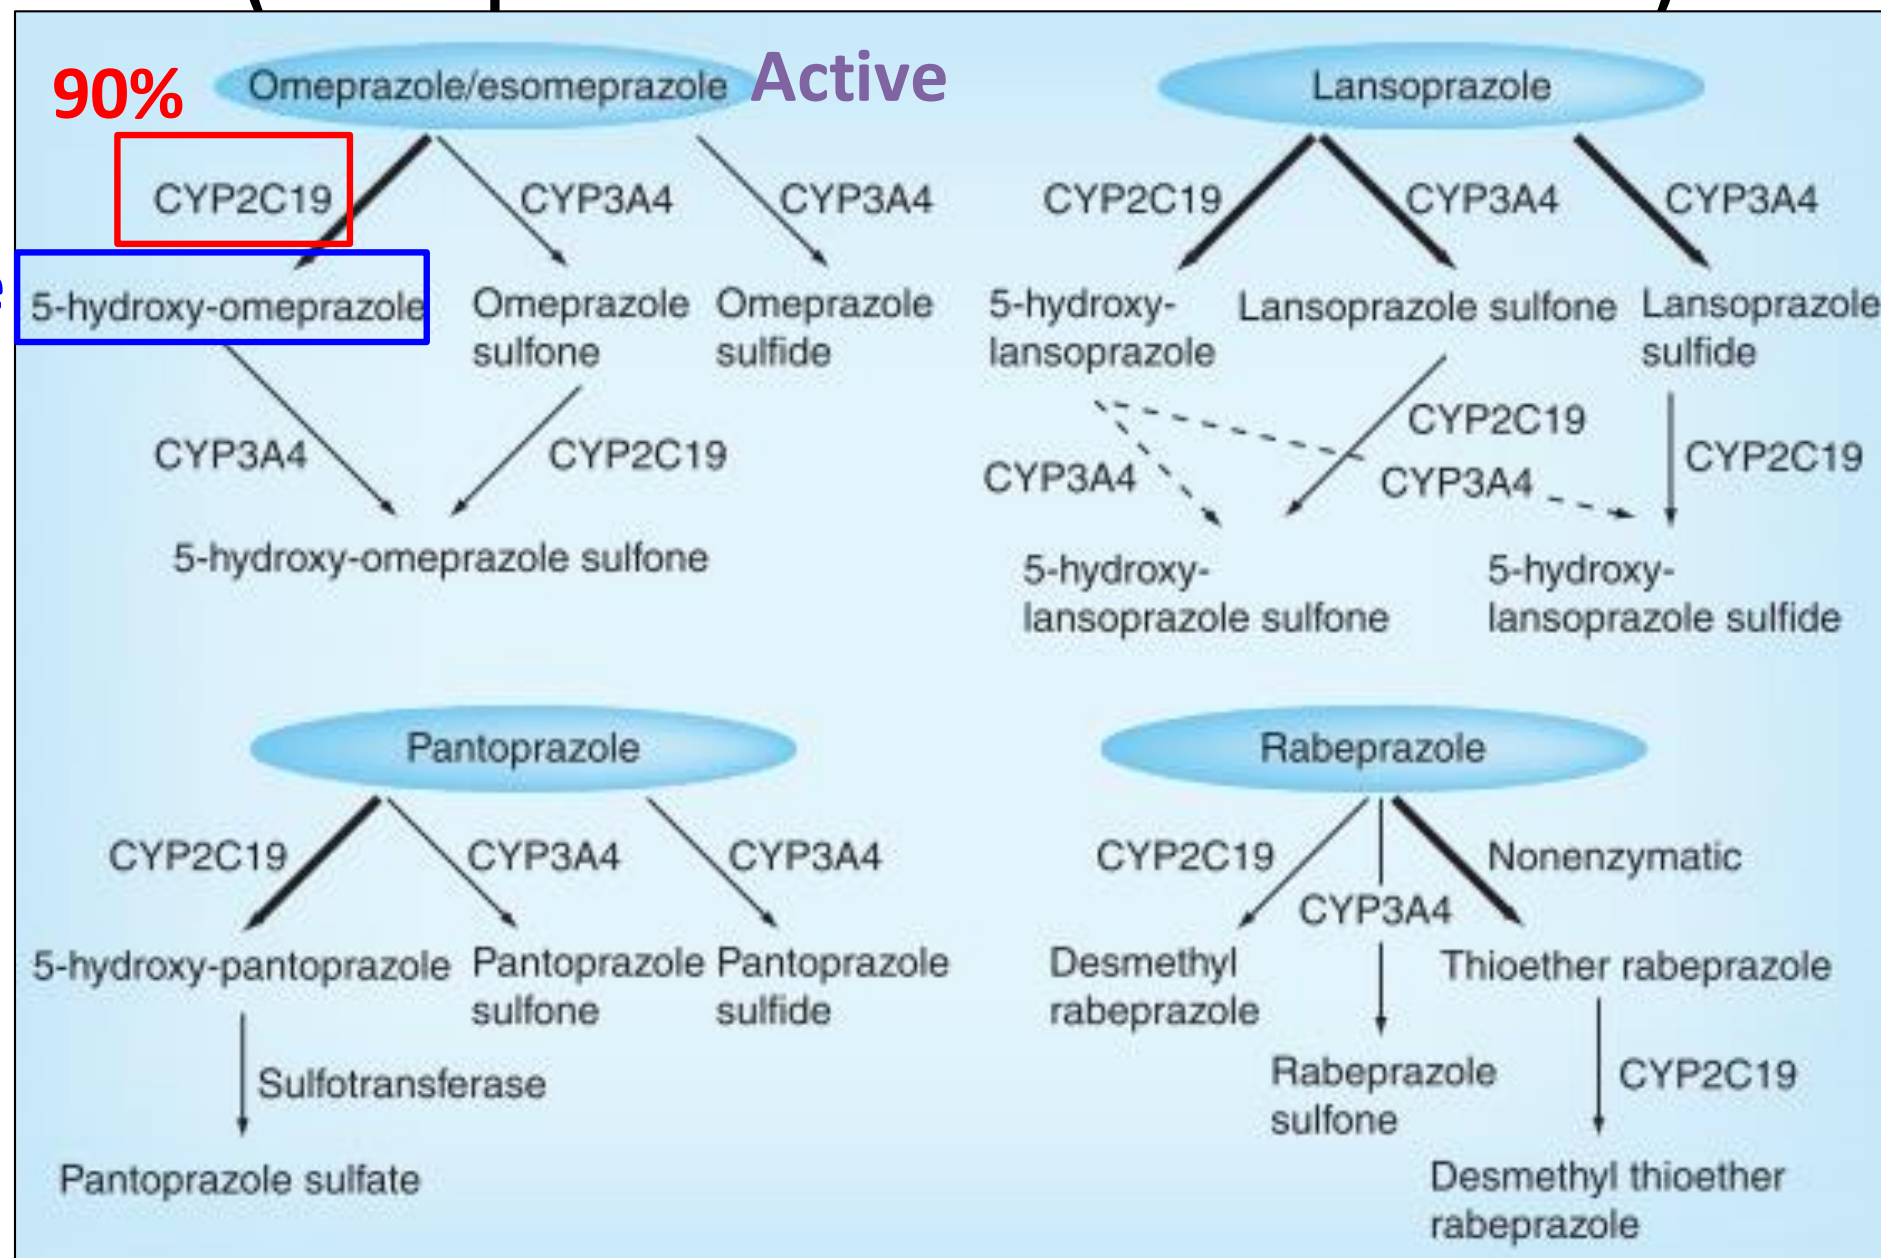 90%
Omeprazole/esomeprazole
Active
CYP2C19
CYP3A4
CYP3A4
5-hydroxy-omeprazole
Omeprazole
sulfone
Omeprazole
sulfide
CYP3A4
CYP2C19
5-hydroxy-omeprazole sulfone
Lansoprazole
CYP2C19
CYP3A4
CYP3A4
5-hydroxy-
lansoprazole
Lansoprazole sulfone
Lansoprazole
sulfide
CYP2C19
CYP3A4
CYP3A4
CYP2C19
5-hydroxy-
lansoprazole sulfone
5-hydroxy-
lansoprazole sulfide
Pantoprazole
CYP2C19
CYP3A4
CYP3A4
5-hydroxy-pantoprazole
Pantoprazole
sulfone
Pantoprazole
sulfide
Sulfotransferase
Pantoprazole sulfate
Rabeprazole
CYP2C19
CYP3A4
Nonenzymatic
Desmethyl
rabeprazole
Rabeprazole
sulfone
Thioether rabeprazole
CYP2C19
Desmethyl thioether
rabeprazole